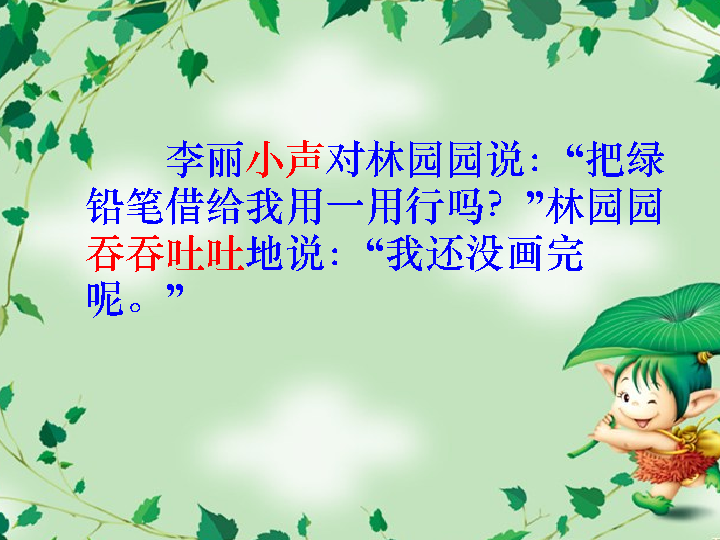 李丽小声对林园园说：“把绿
铅笔借给我用一用行吗？”林园园
吞吞吐吐地说：“我还没画完
呢。”